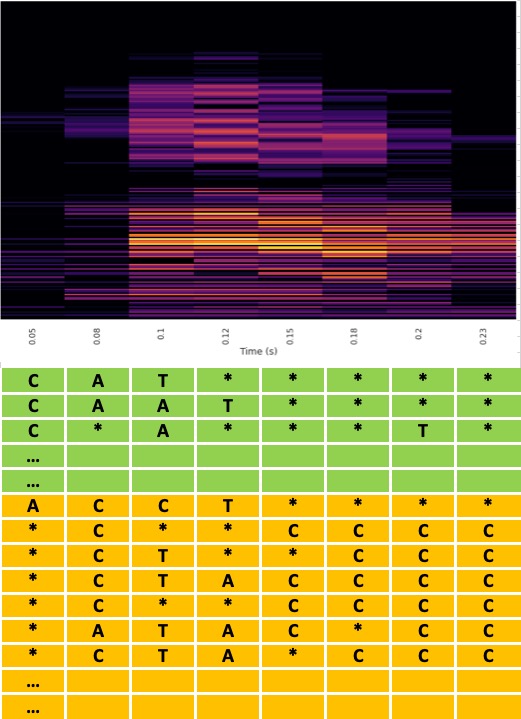 0.05 0.08 0.1 0.12 0.15 0.18 0.2 0.23
Time (s)
C A T * * * * *
C A A T * * * *
C * A * * * T *
...
...
A C C T * * * *
* C * * C C C C
* C T * * C C C
* C T A C C C C
* C * * C C C C
* A T A C * C C
* C T A * C C C
...
...